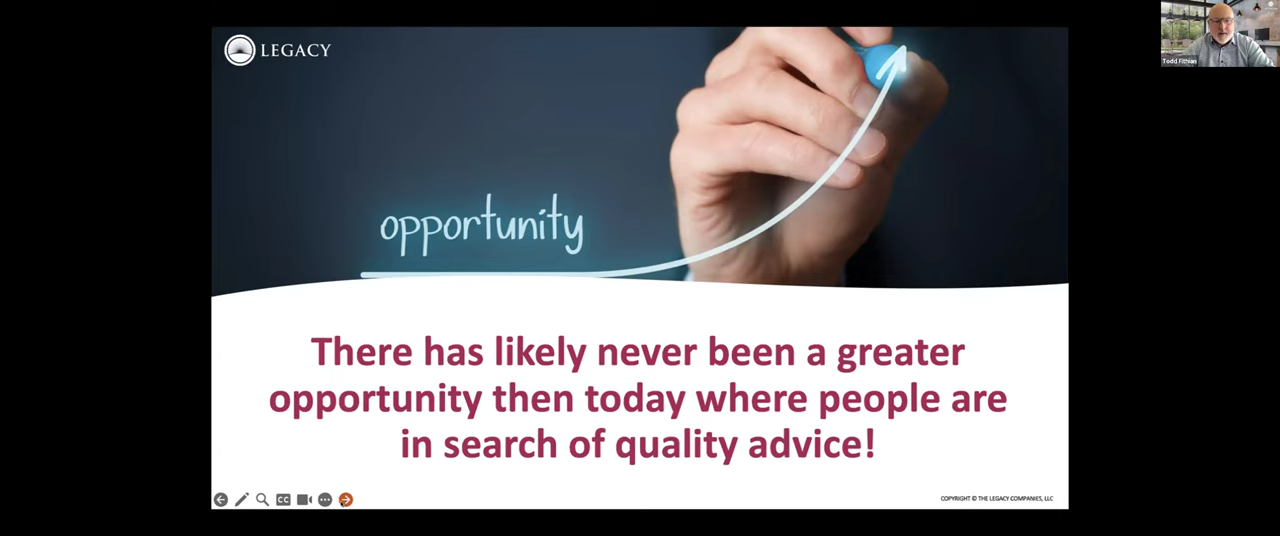 LEGACY
Todd Fithian
opportunity
There has likely never been a greater
opportunity then today where people are
in search of quality advice!
CC
COPYRIGHT © THE LEGACY COMPANIES, LLC